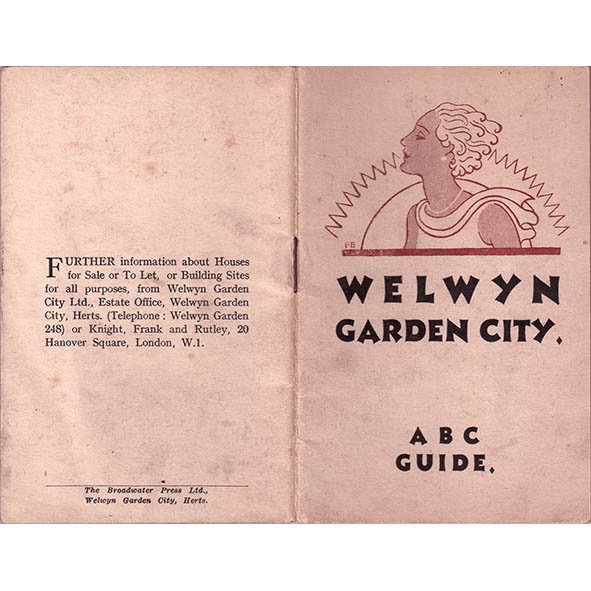 FURTHER information about Houses
for Sale or To Let, or Building Sites
for all purposes, from Welwyn Garden
City Ltd., Estate Office, Welwyn Garden
City, Herts. (Telephone : Welwyn Garden
248) or Knight, Frank and Rutley, 20
Hanover Square, London, W.1.
The Broadwater Press Ltd.,
Welwyn Garden City, Herts.
FB
WELWYN
GARDEN CITY.
ABC
GUIDE.